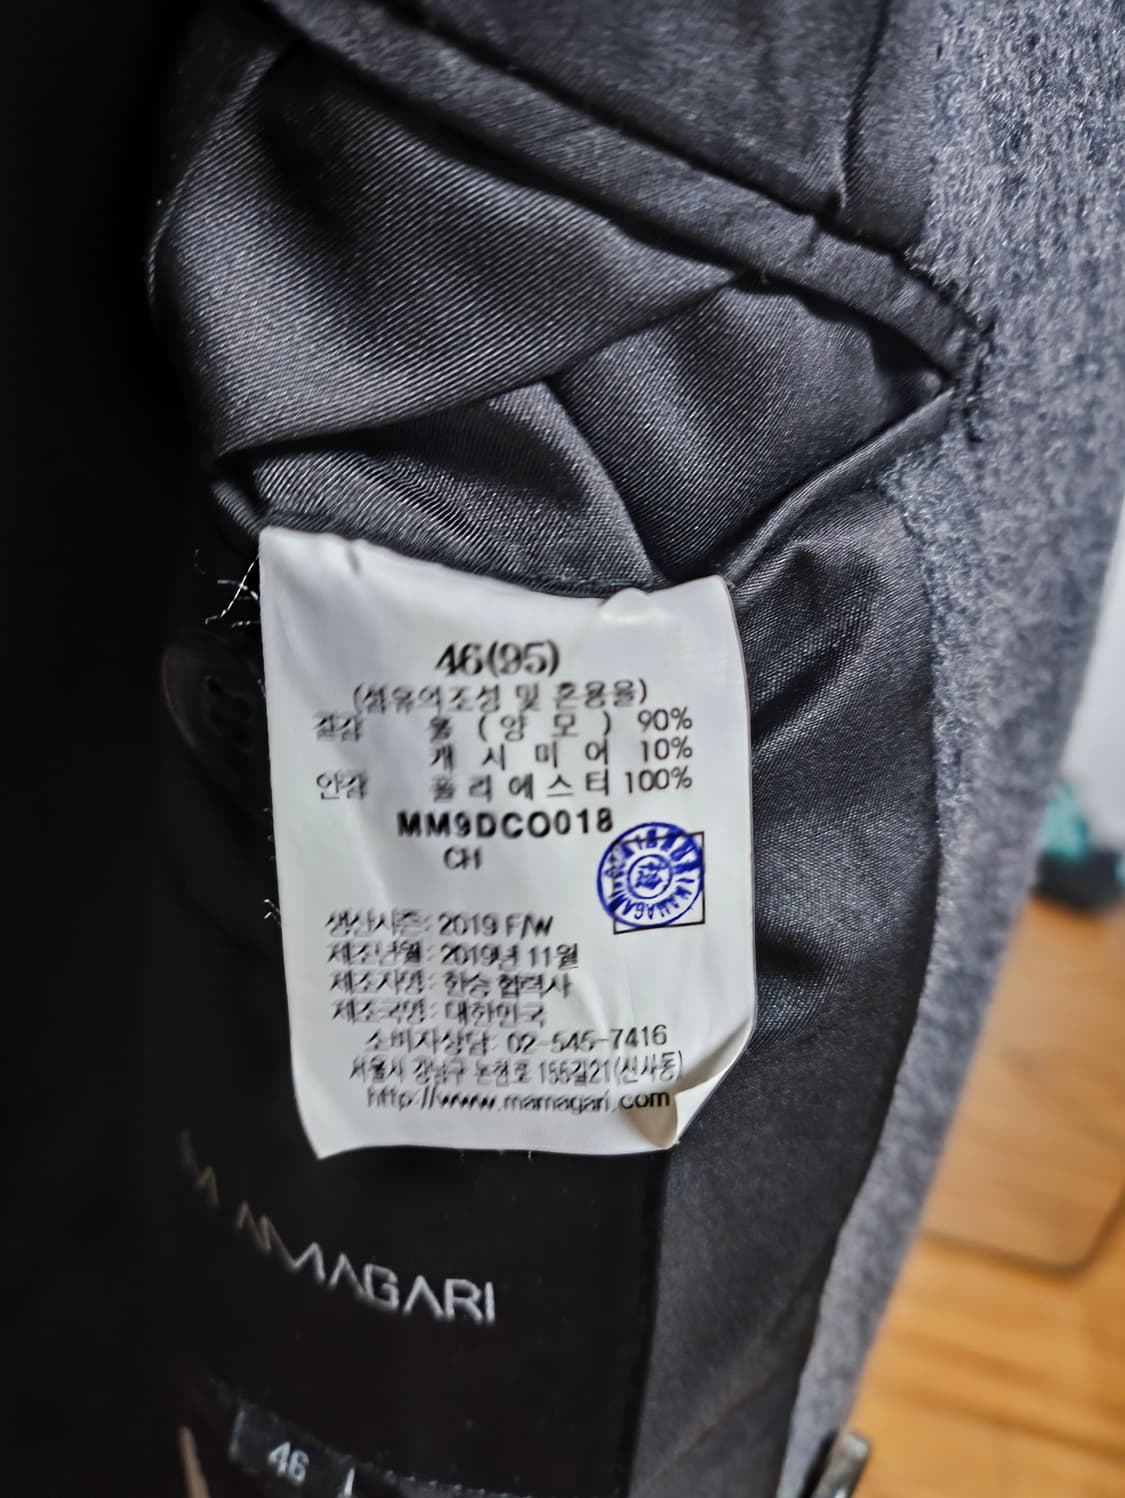 46(95)
(섬유의조성 및 혼용율)
겉감 울 ( 양 모 ) 90%
캐 시 미 어 10%
안감 폴 리 에 스 터 100%
MM9DCO018
CH
MAMAGARI
생산시즌: 2019 F/W
제조년월: 2019년 11월
제조자명: 한승 협력사
제조국명: 대한민국
소비자상담: 02-545-7416
서울시 강남구 논현로 155길21(신사동)
http://www.mamagari.com
MAMAGARI
46